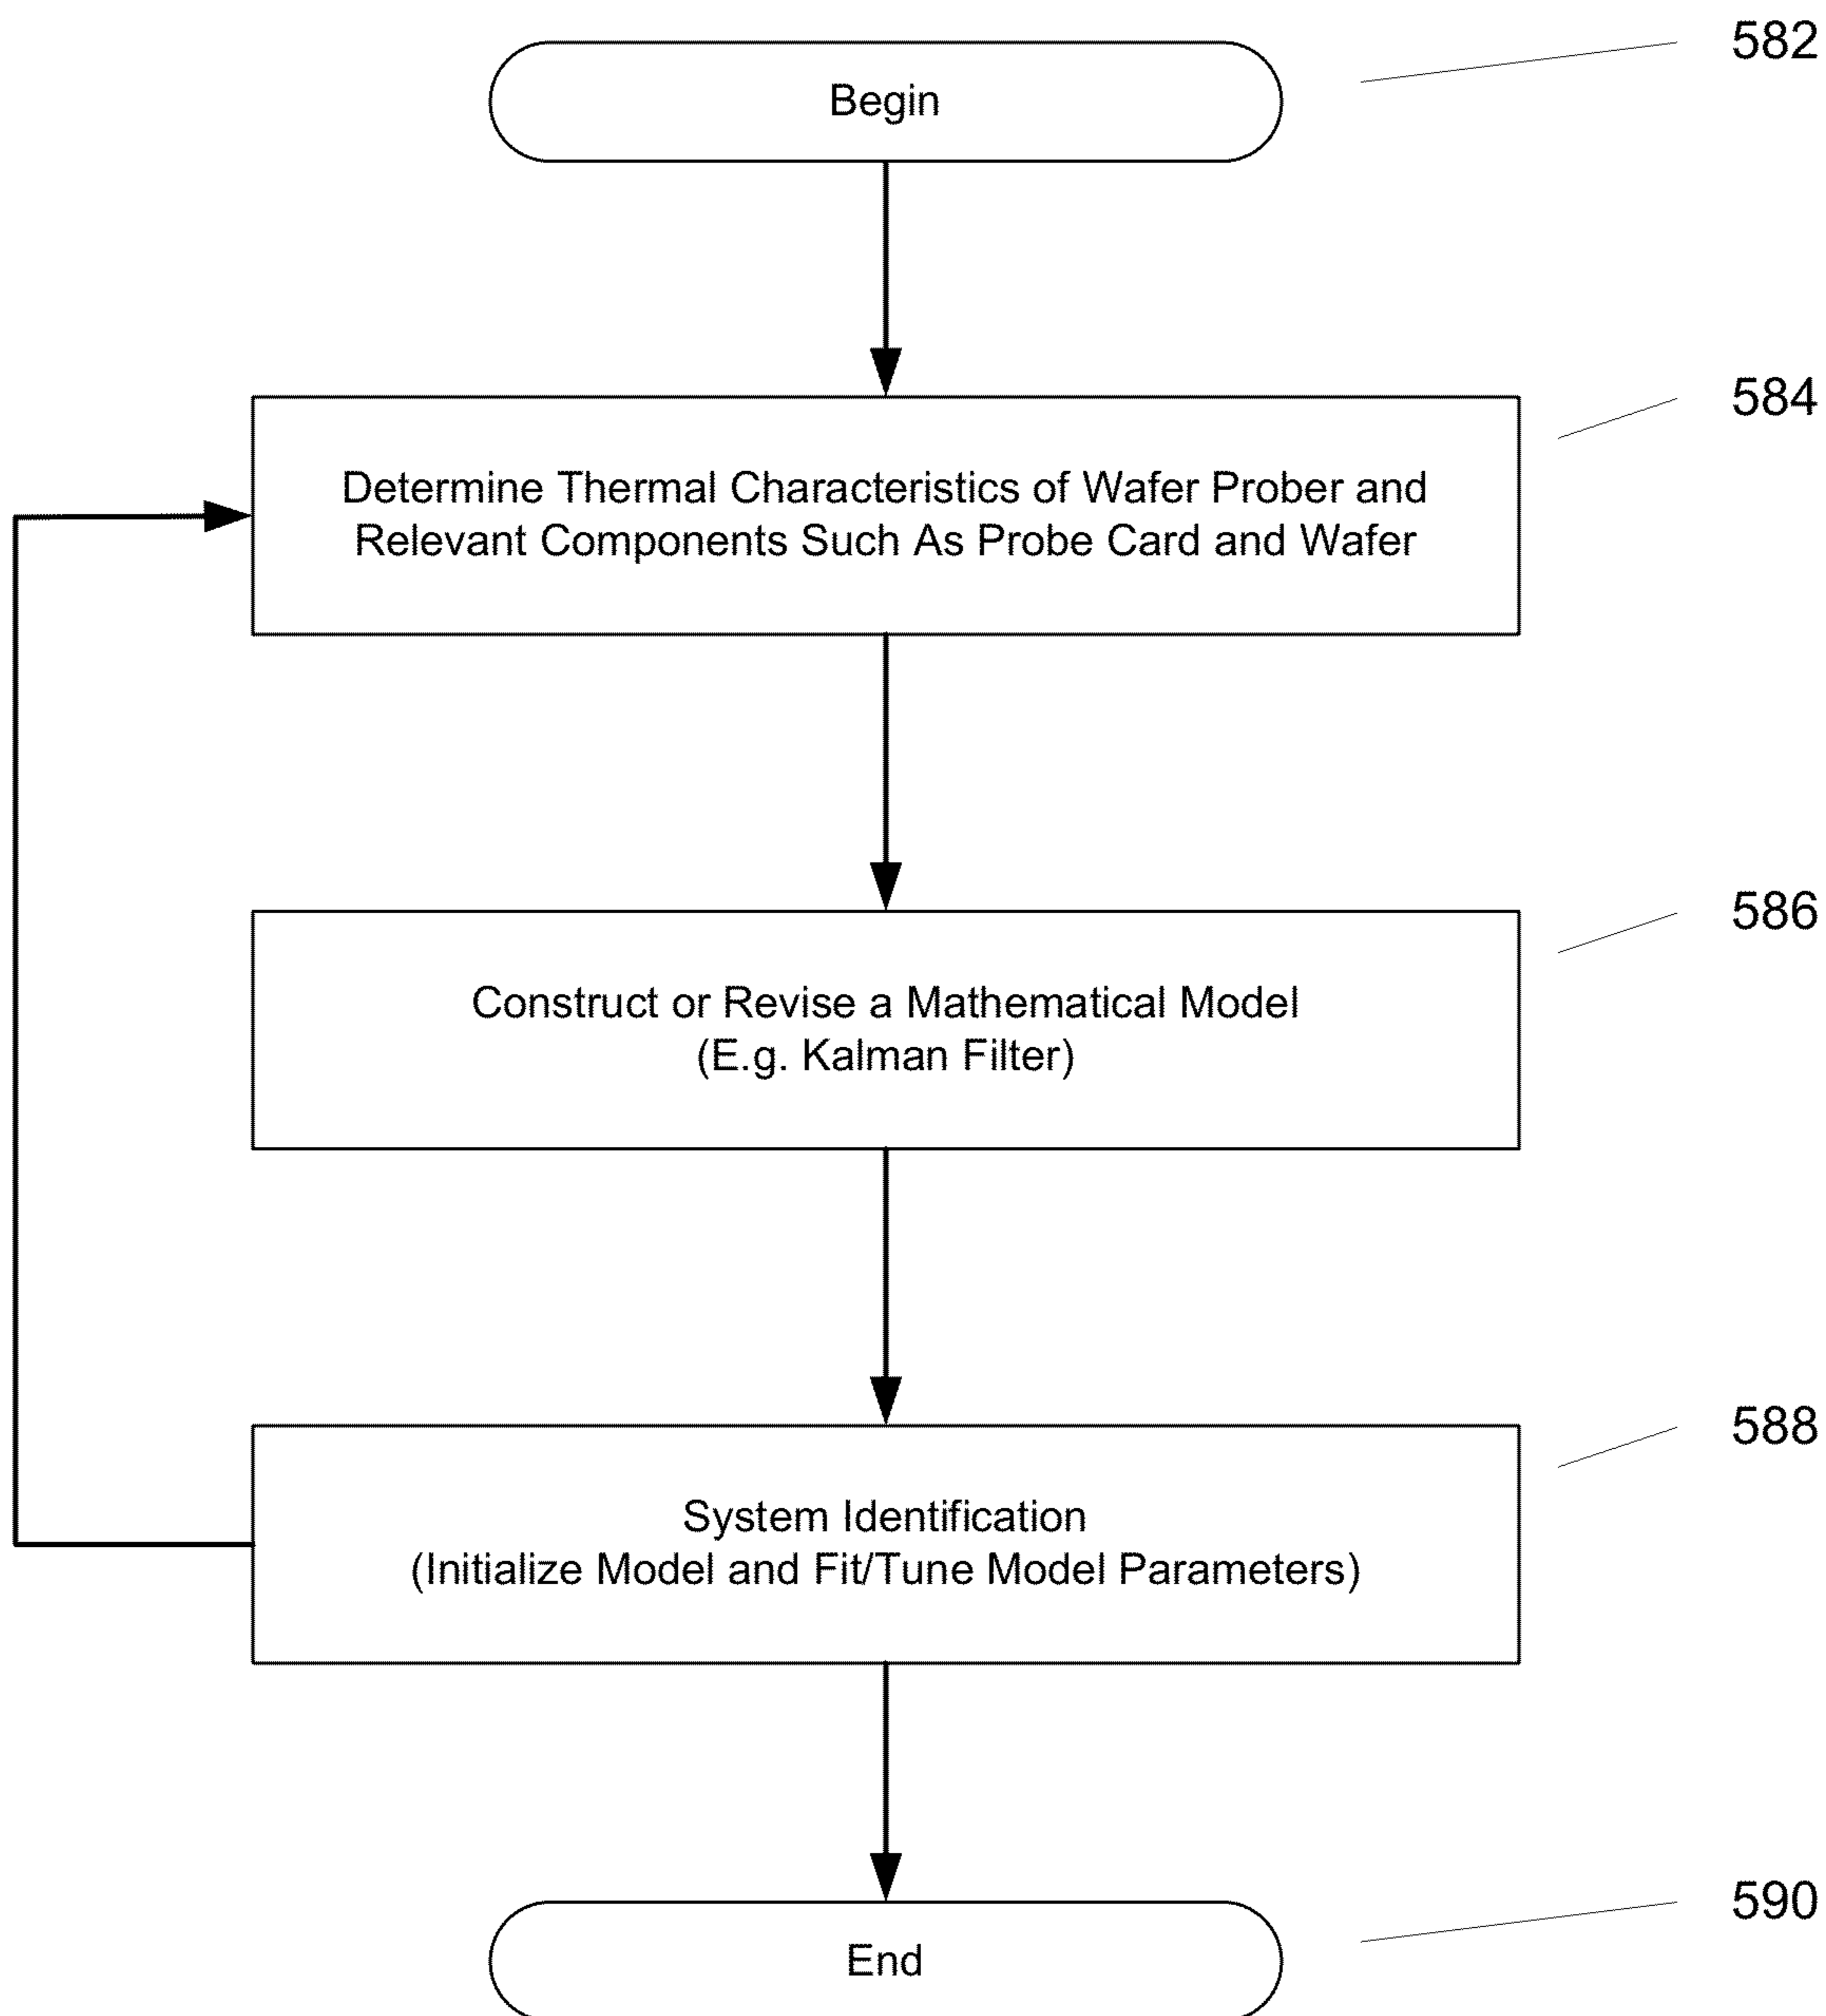 582
Begin
584
Determine Thermal Characteristics of Wafer Prober and
Relevant Components Such As Probe Card and Wafer
586
Construct or Revise a Mathematical Model
(E.g. Kalman Filter)
588
System Identification
(Initialize Model and Fit/Tune Model Parameters)
590
End